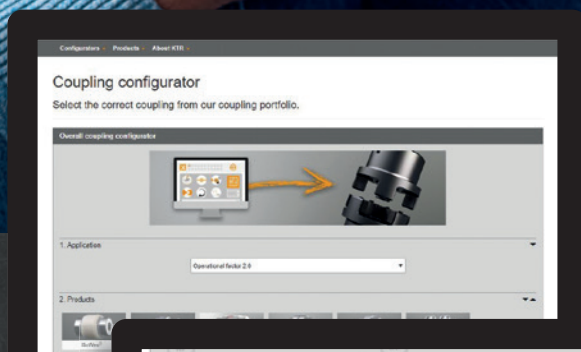 Configurators Products About KTR
Coupling configurator
Select the correct coupling from our coupling portfolio.
Overall coupling configurator
1. Application
Operational factor 2.0
2. Products